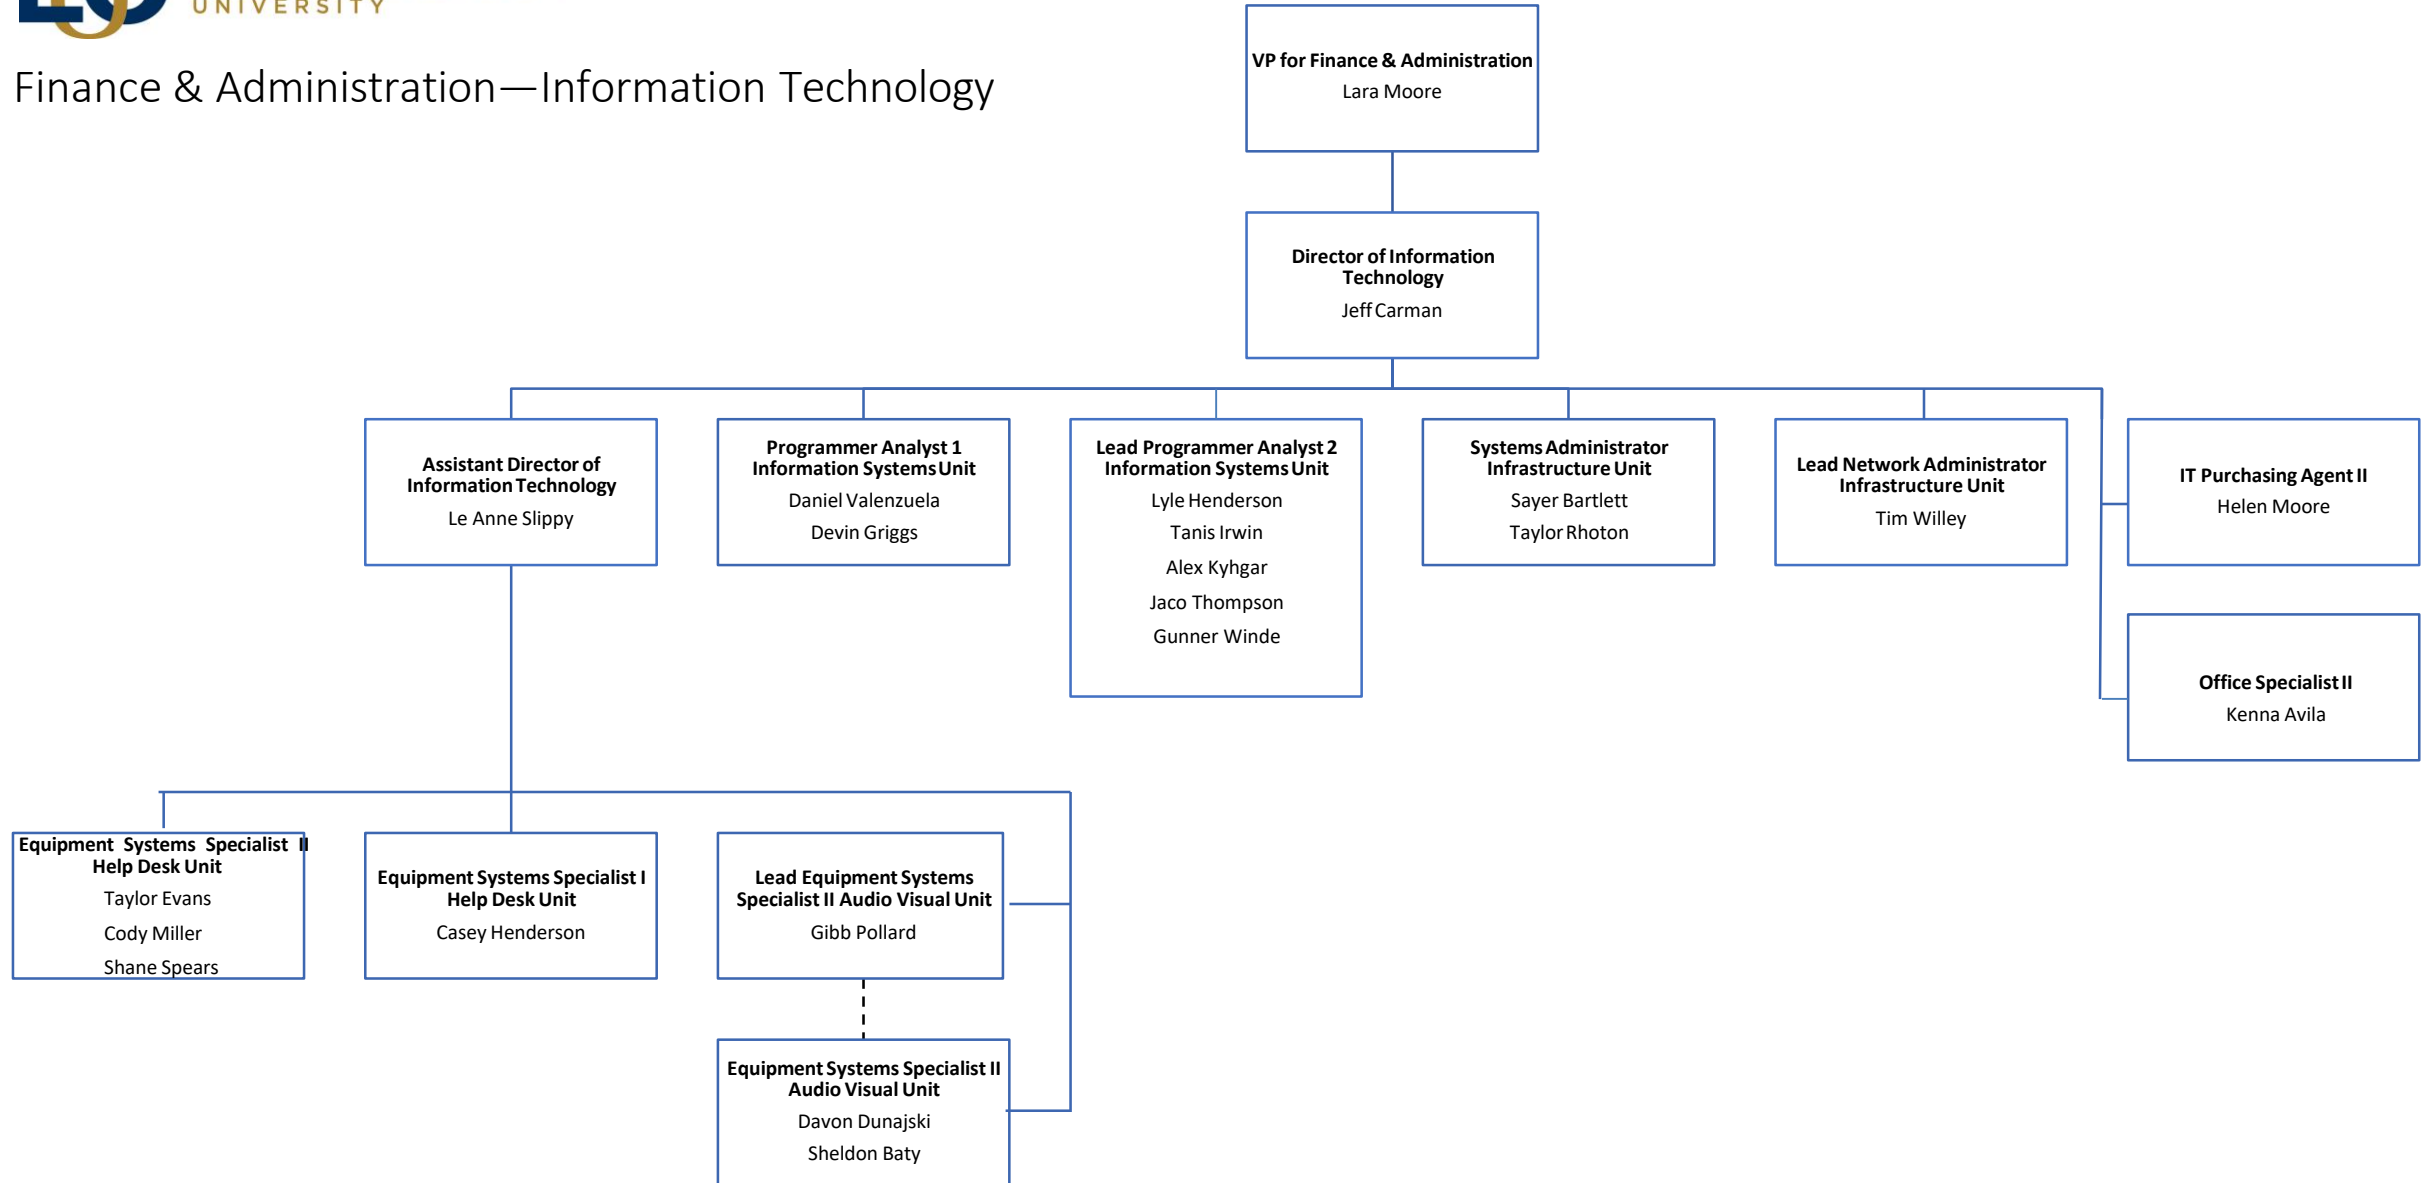 UNIVERSITY
Finance & Administration—Information Technology
VP for Finance & Administration
Lara Moore
Director of Information
Technology
Jeff Carman
Assistant Director of
Information Technology
Le Anne Slippy
Programmer Analyst 1
Information Systems Unit
Daniel Valenzuela
Devin Griggs
Lead Programmer Analyst 2
Information Systems Unit
Lyle Henderson
Tanis Irwin
Alex Kyhgar
Jaco Thompson
Gunner Winde
Systems Administrator
Infrastructure Unit
Sayer Bartlett
Taylor Rhoton
Lead Network Administrator
Infrastructure Unit
Tim Willey
IT Purchasing Agent II
Helen Moore
Office Specialist II
Kenna Avila
Equipment Systems Specialist II
Help Desk Unit
Taylor Evans
Cody Miller
Shane Spears
Equipment Systems Specialist I
Help Desk Unit
Casey Henderson
Lead Equipment Systems
Specialist II Audio Visual Unit
Gibb Pollard
Equipment Systems Specialist II
Audio Visual Unit
Davon Dunajski
Sheldon Baty